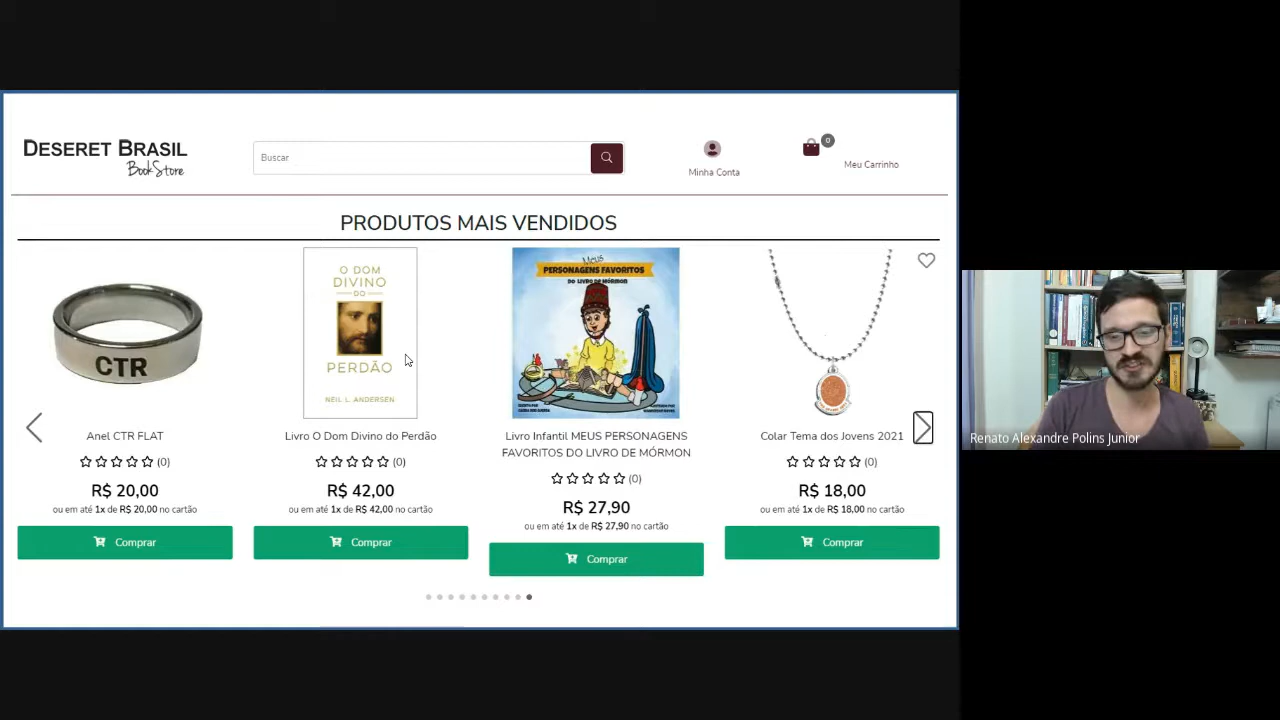 DESERET BRASIL
BookStore
Buscar
Minha Conta
0
Meu Carrinho
PRODUTOS MAIS VENDIDOS
CTR
O DOM
DIVINO
DO
PERDÃO
NEIL L. ANDERSEN
Meus
PERSONAGENS FAVORITOS
DO LIVRO DE MÓRMON
Anel CTR FLAT
(0)
R$ 20,00
ou em até 1x de R$ 20,00 no cartão
Comprar
Livro O Dom Divino do Perdão
(0)
R$ 42,00
ou em até 1x de R$ 42,00 no cartão
Comprar
Livro Infantil MEUS PERSONAGENS
FAVORITOS DO LIVRO DE MÓRMON
(0)
R$ 27,90
ou em até 1x de R$ 27,90 no cartão
Comprar
Colar Tema dos Jovens 2021
(0)
R$ 18,00
ou em até 1x de R$ 18,00 no cartão
Comprar
Renato Alexandre Polins Junior